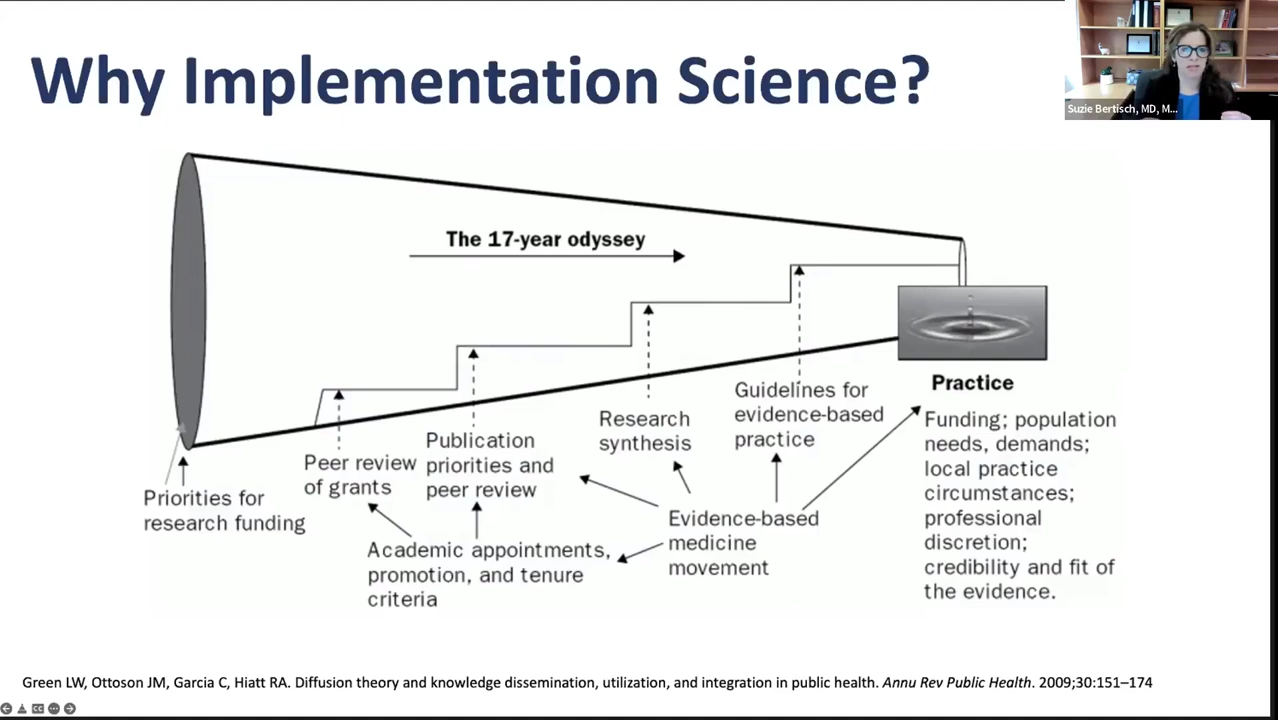 Why Implementation Science?
Suzie Bertisch, MD, M...
The 17-year odyssey
Priorities for
research funding
Peer review
of grants
Publication
priorities and
peer review
Academic appointments,
promotion, and tenure
criteria
Research
synthesis
Evidence-based
medicine
movement
Guidelines for
evidence-based
practice
Practice
Funding; population
needs, demands;
local practice
circumstances;
professional
discretion;
credibility and fit of
the evidence.
Green LW, Ottoson JM, Garcia C, Hiatt RA. Diffusion theory and knowledge dissemination, utilization, and integration in public health. Annu Rev Public Health. 2009;30:151–174